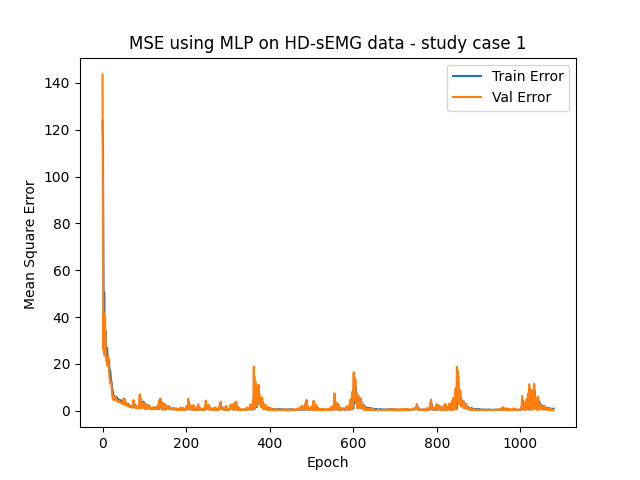 MSE using MLP on HD-sEMG data - study case 1
Train Error
Val Error
Mean Square Error
140
120
100
80
60
40
20
0
0 200 400 600 800 1000
Epoch